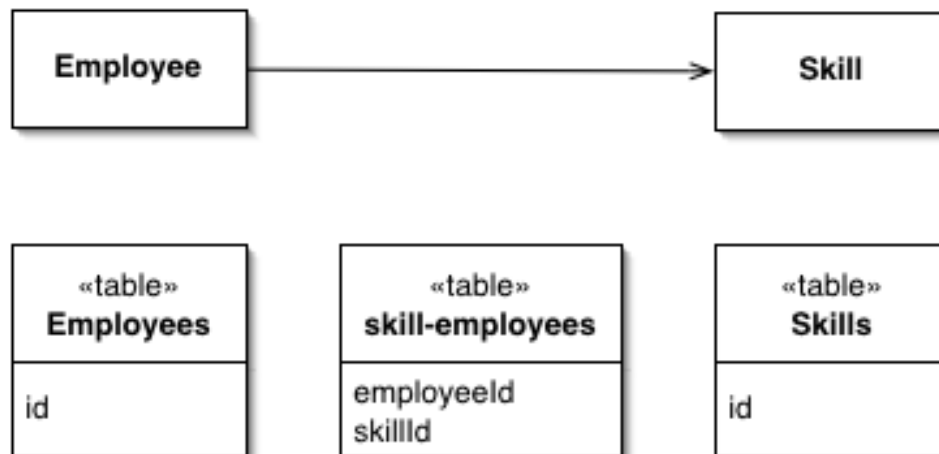 Employee
Skill
«table»
Employees
«table»
skill-employees
«table»
Skills
id
employeeId
skillId
id